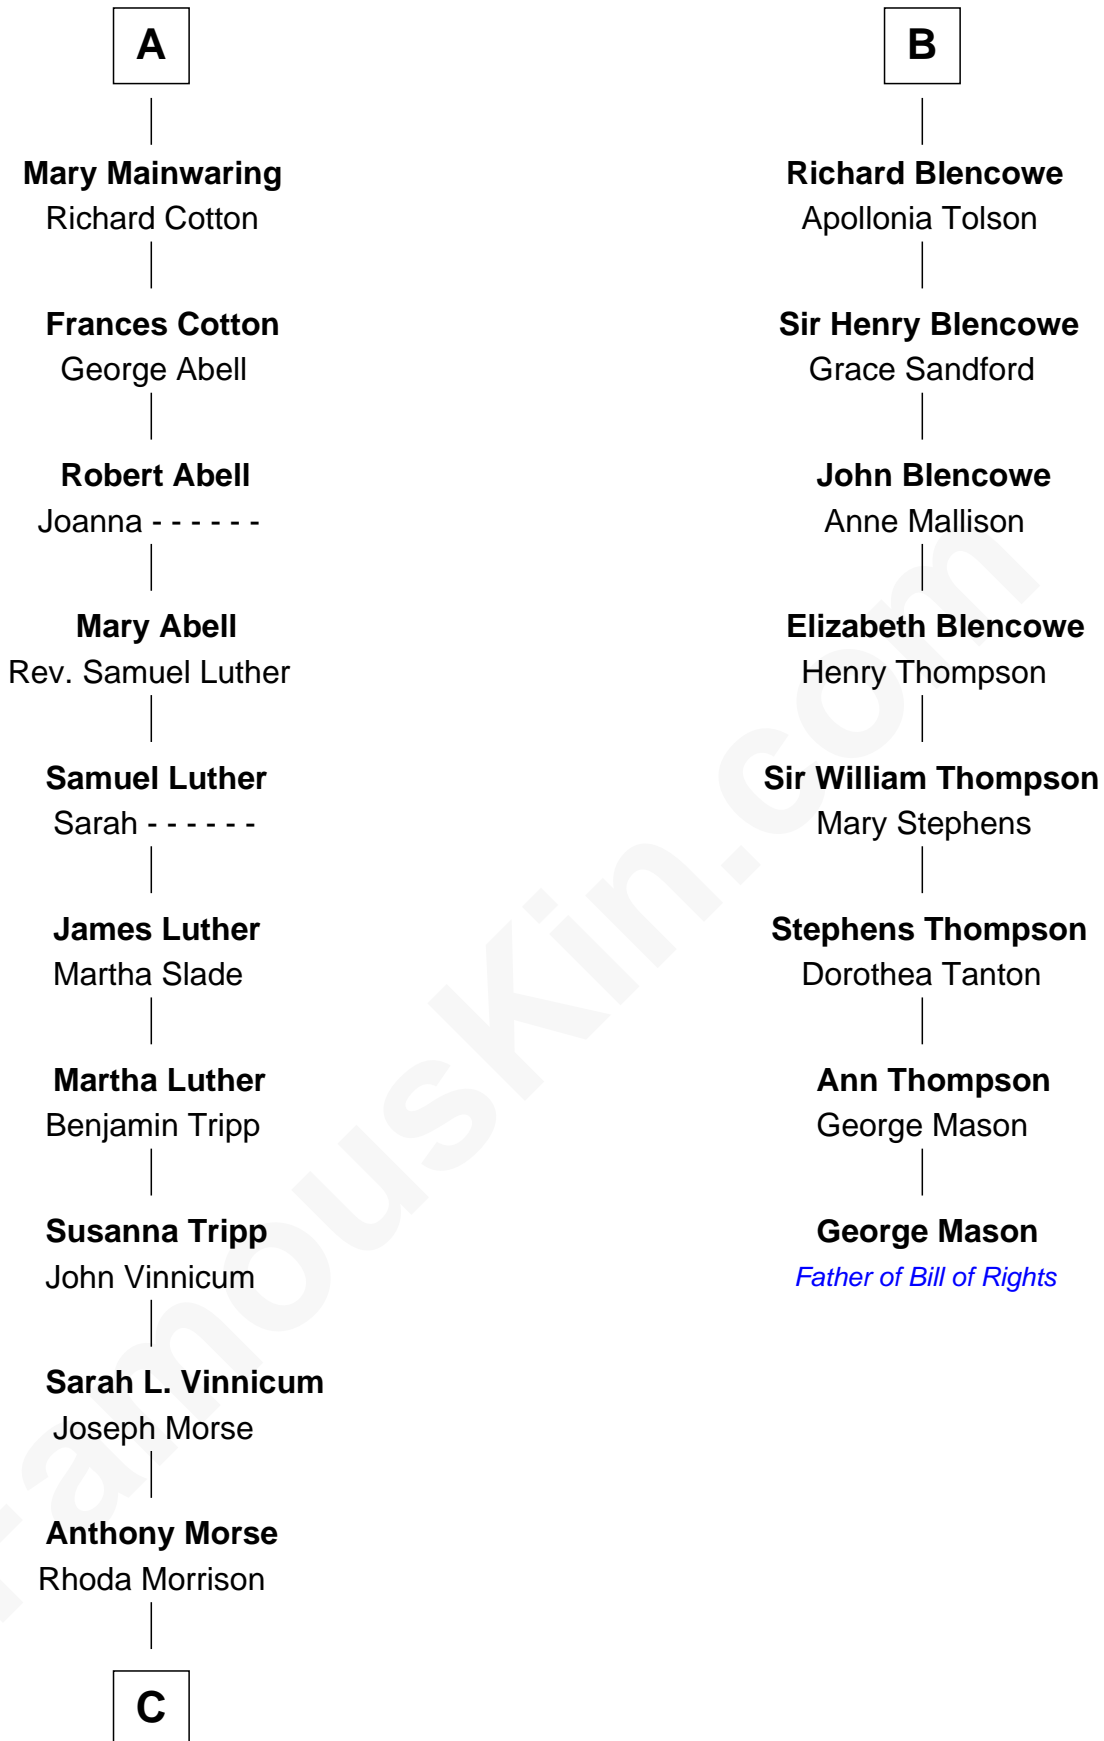 A
Mary Mainwaring
Richard Cotton
Frances Cotton
George Abell
Robert Abell
Joanna - - - - - -
Mary Abell
Rev. Samuel Luther
Samuel Luther
Sarah - - - - - -
James Luther
Martha Slade
Martha Luther
Benjamin Tripp
Susanna Tripp
John Vinnicum
Sarah L. Vinnicum
Joseph Morse
Anthony Morse
Rhoda Morrison
C
B
Richard Blencowe
Apollonia Tolson
Sir Henry Blencowe
Grace Sandford
John Blencowe
Anne Mallison
Elizabeth Blencowe
Henry Thompson
Sir William Thompson
Mary Stephens
Stephens Thompson
Dorothea Tanton
Ann Thompson
George Mason
George Mason
Father of Bill of Rights
FamousKin.com